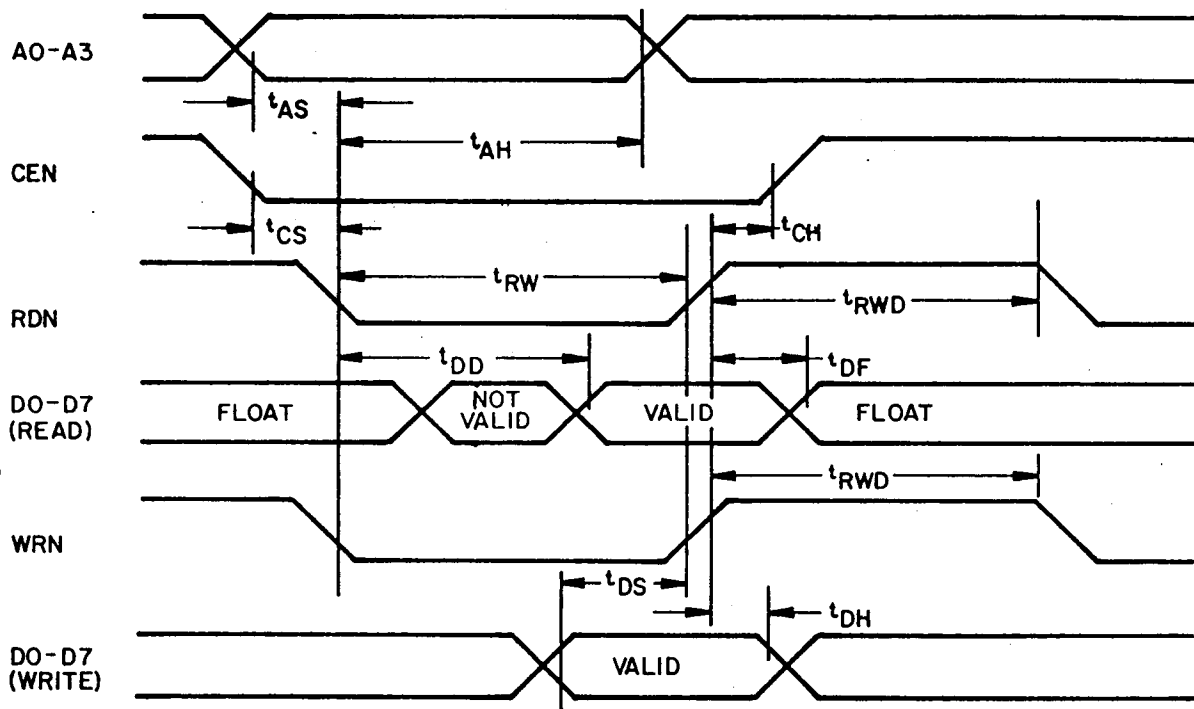 A0-A3
tAS
tAH
CEN
tCS
tCH
tRW
RDN
tRWD
tDD
tDF
D0-D7
(READ)
FLOAT
NOT
VALID
VALID
FLOAT
tRWD
WRN
tDS
tDH
D0-D7
(WRITE)
VALID